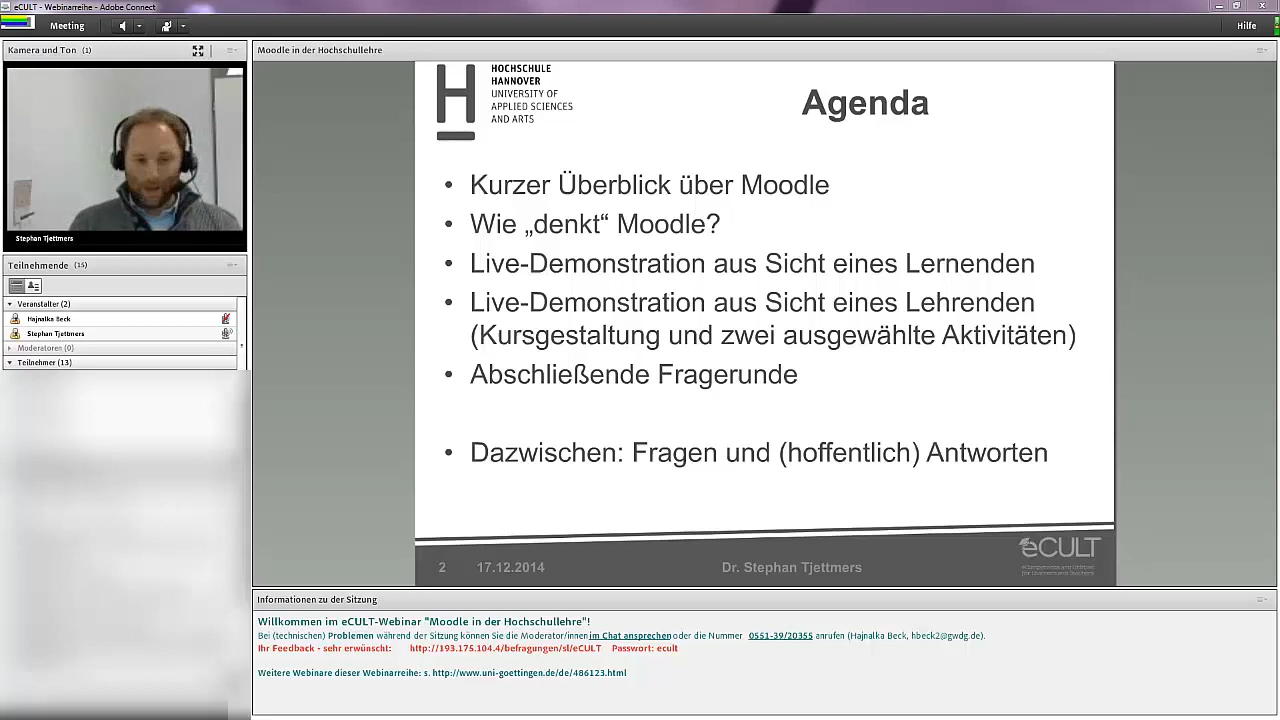 eCULT - Webinarreihe - Adobe Connect
Meeting
Hilfe
Kamera und Ton (1)
Stephan Tjettmers
Teilnehmende (15)
Veranstalter (2)
Hajnalka Beck
Stephan Tjettmers
Moderatoren (0)
Teilnehmer (13)
Moodle in der Hochschullehre
HOCHSCHULE
HANNOVER
UNIVERSITY OF
APPLIED SCIENCES
AND ARTS
Agenda
• Kurzer Überblick über Moodle
• Wie „denkt“ Moodle?
• Live-Demonstration aus Sicht eines Lernenden
• Live-Demonstration aus Sicht eines Lehrenden
(Kursgestaltung und zwei ausgewählte Aktivitäten)
• Abschließende Fragerunde
• Dazwischen: Fragen und (hoffentlich) Antworten
2 17.12.2014 Dr. Stephan Tjettmers
eCULT
Informationen zu der Sitzung
Willkommen im eCULT-Webinar "Moodle in der Hochschullehre"!
Bei (technischen) Problemen während der Sitzung können Sie die Moderator/innen im Chat ansprechen oder die Nummer 0551-39/20355 anrufen (Hajnalka Beck, hbeck2@gwdg.de).
Ihr Feedback - sehr erwünscht: http://193.175.104.4/befragungen/sl/eCULT Passwort: ecult
Weitere Webinare dieser Webinarreihe: s. http://www.uni-goettingen.de/de/486123.html